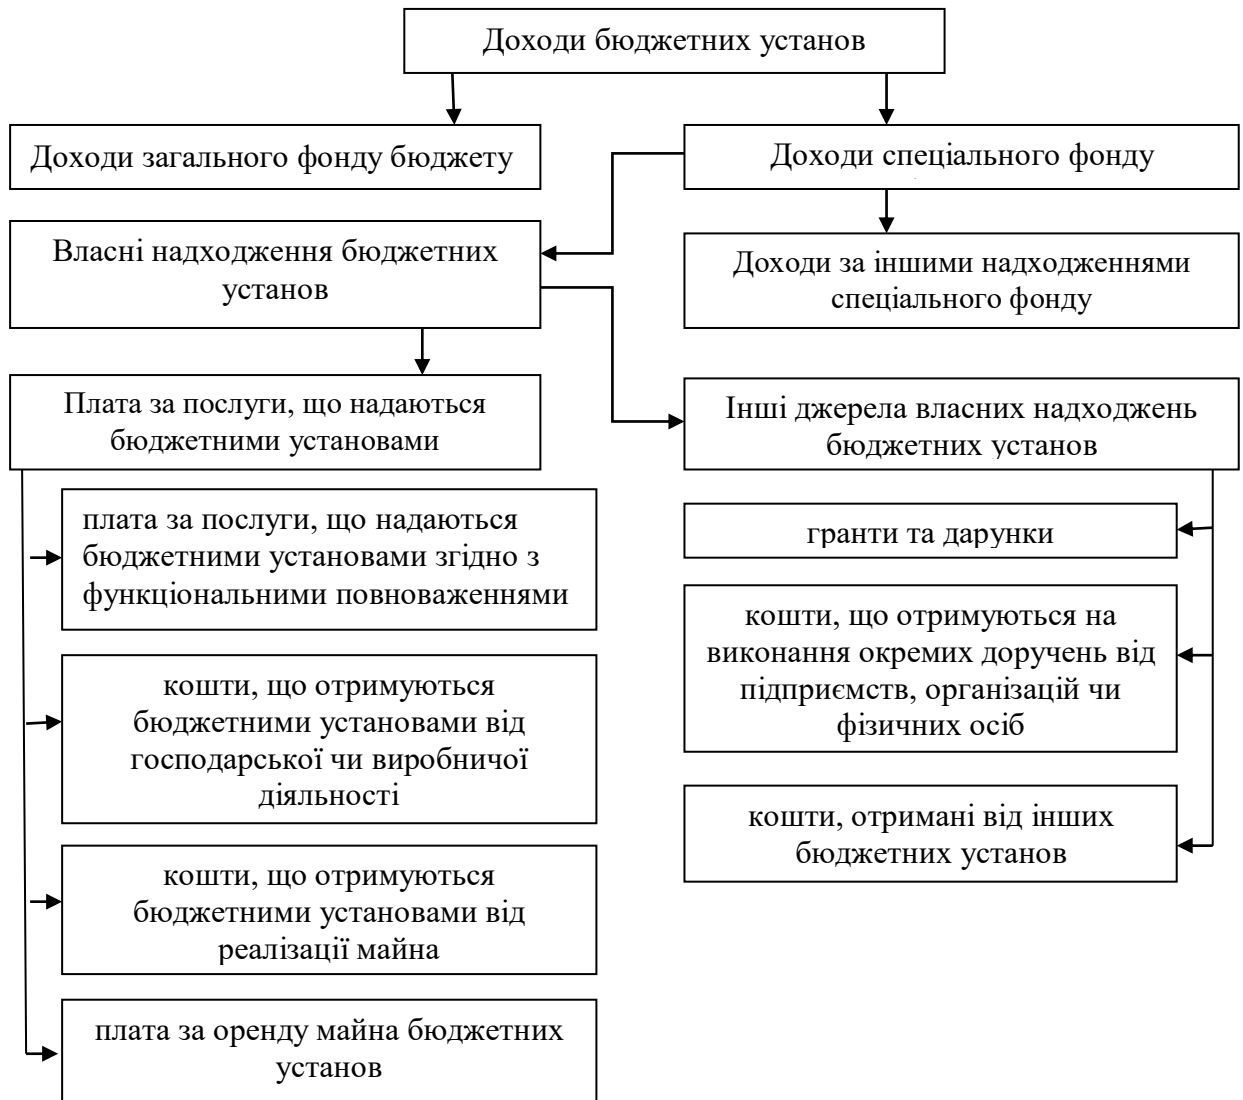 Доходи бюджетних установ
Доходи загального фонду бюджету
Доходи спеціального фонду
Власні надходження бюджетних
установ
Доходи за іншими надходженнями
спеціального фонду
Плата за послуги, що надаються
бюджетними установами
Інші джерела власних надходжень
бюджетних установ
плата за послуги, що надаються
бюджетними установами згідно з
функціональними повноваженнями
кошти, що отримуються
бюджетними установами від
господарської чи виробничої
діяльності
кошти, що отримуються
бюджетними установами від
реалізації майна
плата за оренду майна бюджетних
установ
гранти та дарунки
кошти, що отримуються на
виконання окремих доручень від
підприємств, організацій чи
фізичних осіб
кошти, отримані від інших
бюджетних установ